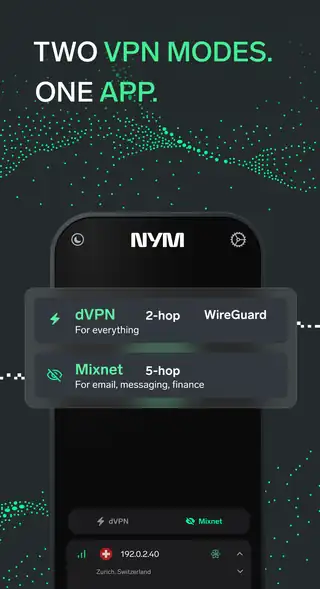 TWO VPN MODES.
ONE APP.
NYM
dVPN 2-hop WireGuard
For everything
Mixnet 5-hop
For email, messaging, finance
dVPN Mixnet
192.0.2.40
Zurich, Switzerland